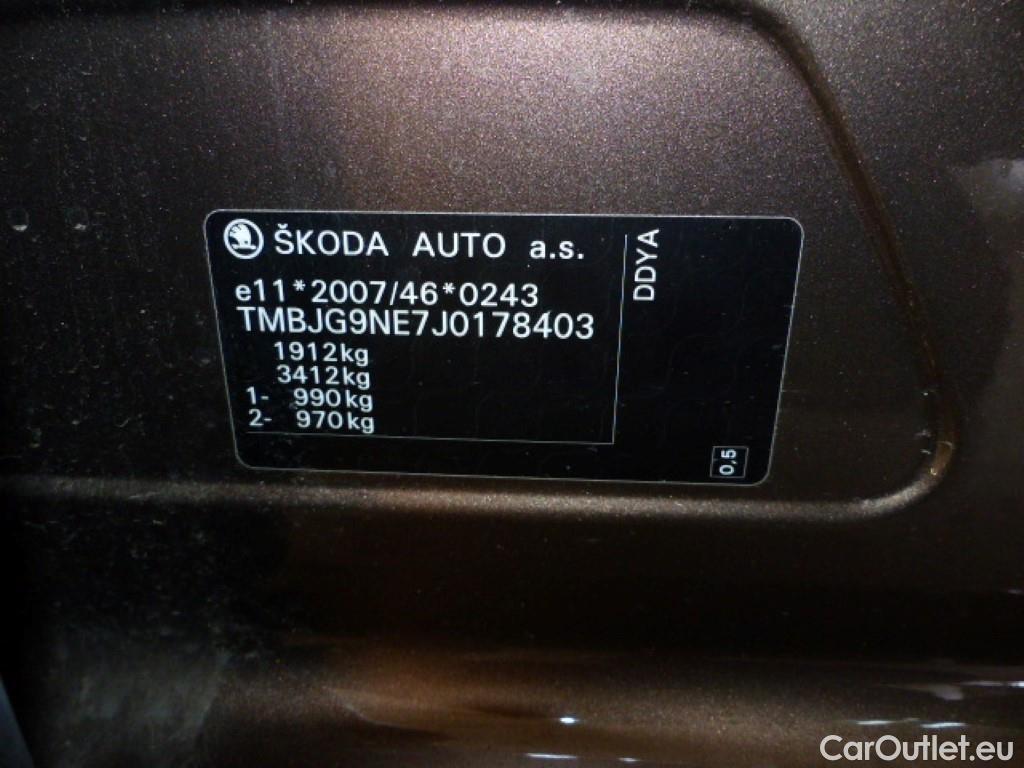 ŠKODA AUTO a.s.
e11*2007/46*0243
TMBJG9NE7J0178403
1912kg
3412kg
1- 990kg
2- 970kg
DDYA
0,5
CarOutlet.eu